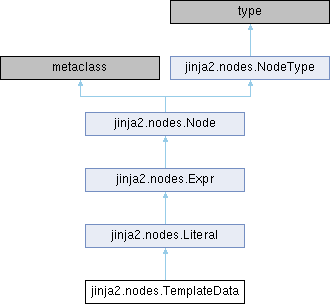 type
metaclass
jinja2.nodes.NodeType
jinja2.nodes.Node
jinja2.nodes.Expr
jinja2.nodes.Literal
jinja2.nodes.TemplateData